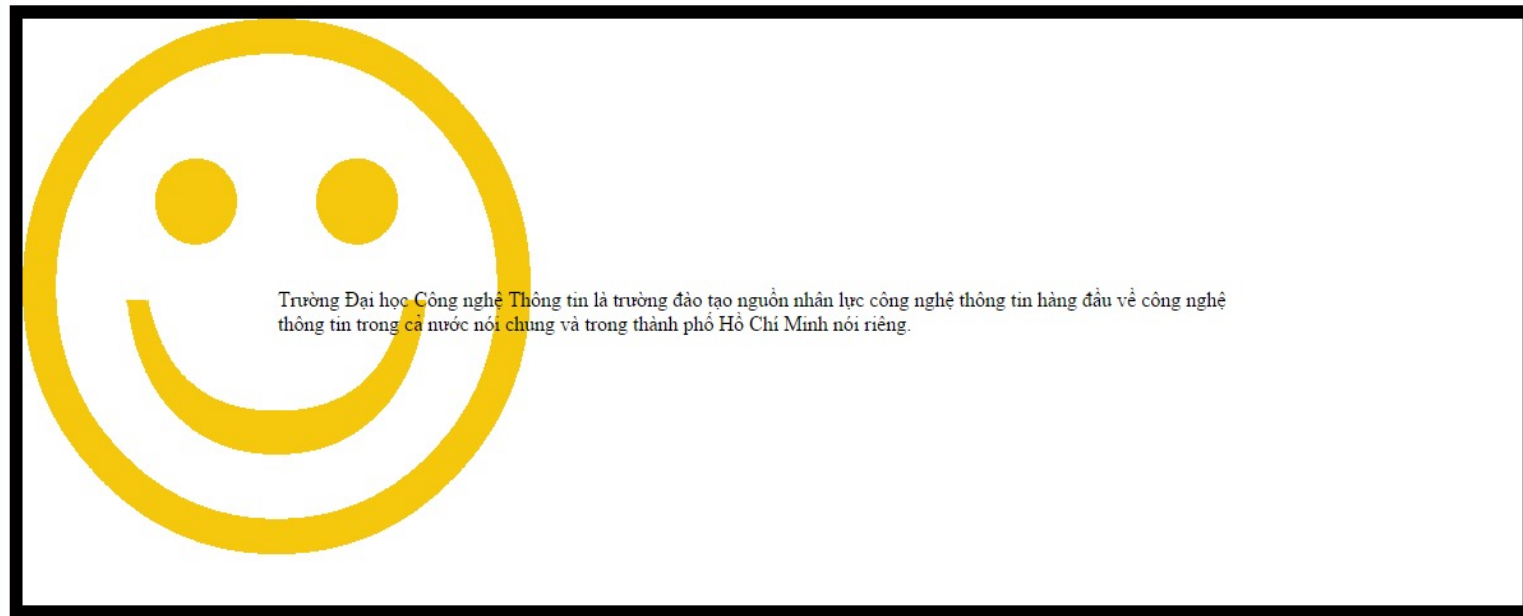 Trường Đại học Công nghệ Thông tin là trường đào tạo nguồn nhân lực công nghệ thông tin hàng đầu về công nghệ
thông tin trong cả nước nói chung và trong thành phố Hồ Chí Minh nói riêng.